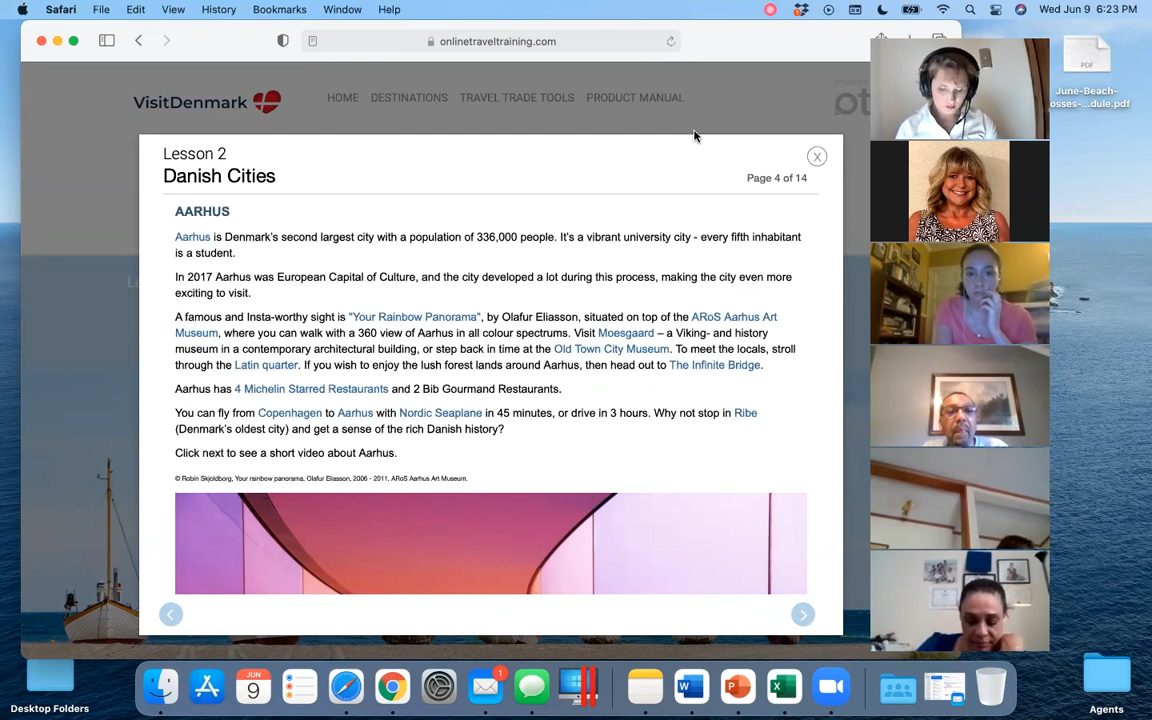 Safari File Edit View History Bookmarks Window Help Wed Jun 9 6:23 PM
onlinetraveltraining.com
PDF
June-Beach-
osses-...dule.pdf
VisitDenmark HOME DESTINATIONS TRAVEL TRADE TOOLS PRODUCT MANUAL
Lesson 2
X
Danish Cities
Page 4 of 14
AARHUS
Aarhus is Denmark's second largest city with a population of 336,000 people. It's a vibrant university city - every fifth inhabitant
is a student.
In 2017 Aarhus was European Capital of Culture, and the city developed a lot during this process, making the city even more
exciting to visit.
A famous and Insta-worthy sight is "Your Rainbow Panorama", by Olafur Eliasson, situated on top of the ARoS Aarhus Art
Museum, where you can walk with a 360 view of Aarhus in all colour spectrums. Visit Moesgaard – a Viking- and history
museum in a contemporary architectural building, or step back in time at the Old Town City Museum. To meet the locals, stroll
through the Latin quarter. If you wish to enjoy the lush forest lands around Aarhus, then head out to The Infinite Bridge.
Aarhus has 4 Michelin Starred Restaurants and 2 Bib Gourmand Restaurants.
You can fly from Copenhagen to Aarhus with Nordic Seaplane in 45 minutes, or drive in 3 hours. Why not stop in Ribe
(Denmark's oldest city) and get a sense of the rich Danish history?
Click next to see a short video about Aarhus.
© Robin Skjoldborg, Your rainbow panorama, Olafur Eliasson, 2006 - 2011, ARoS Aarhus Art Museum.
JUN
9
1
Desktop Folders
Agents